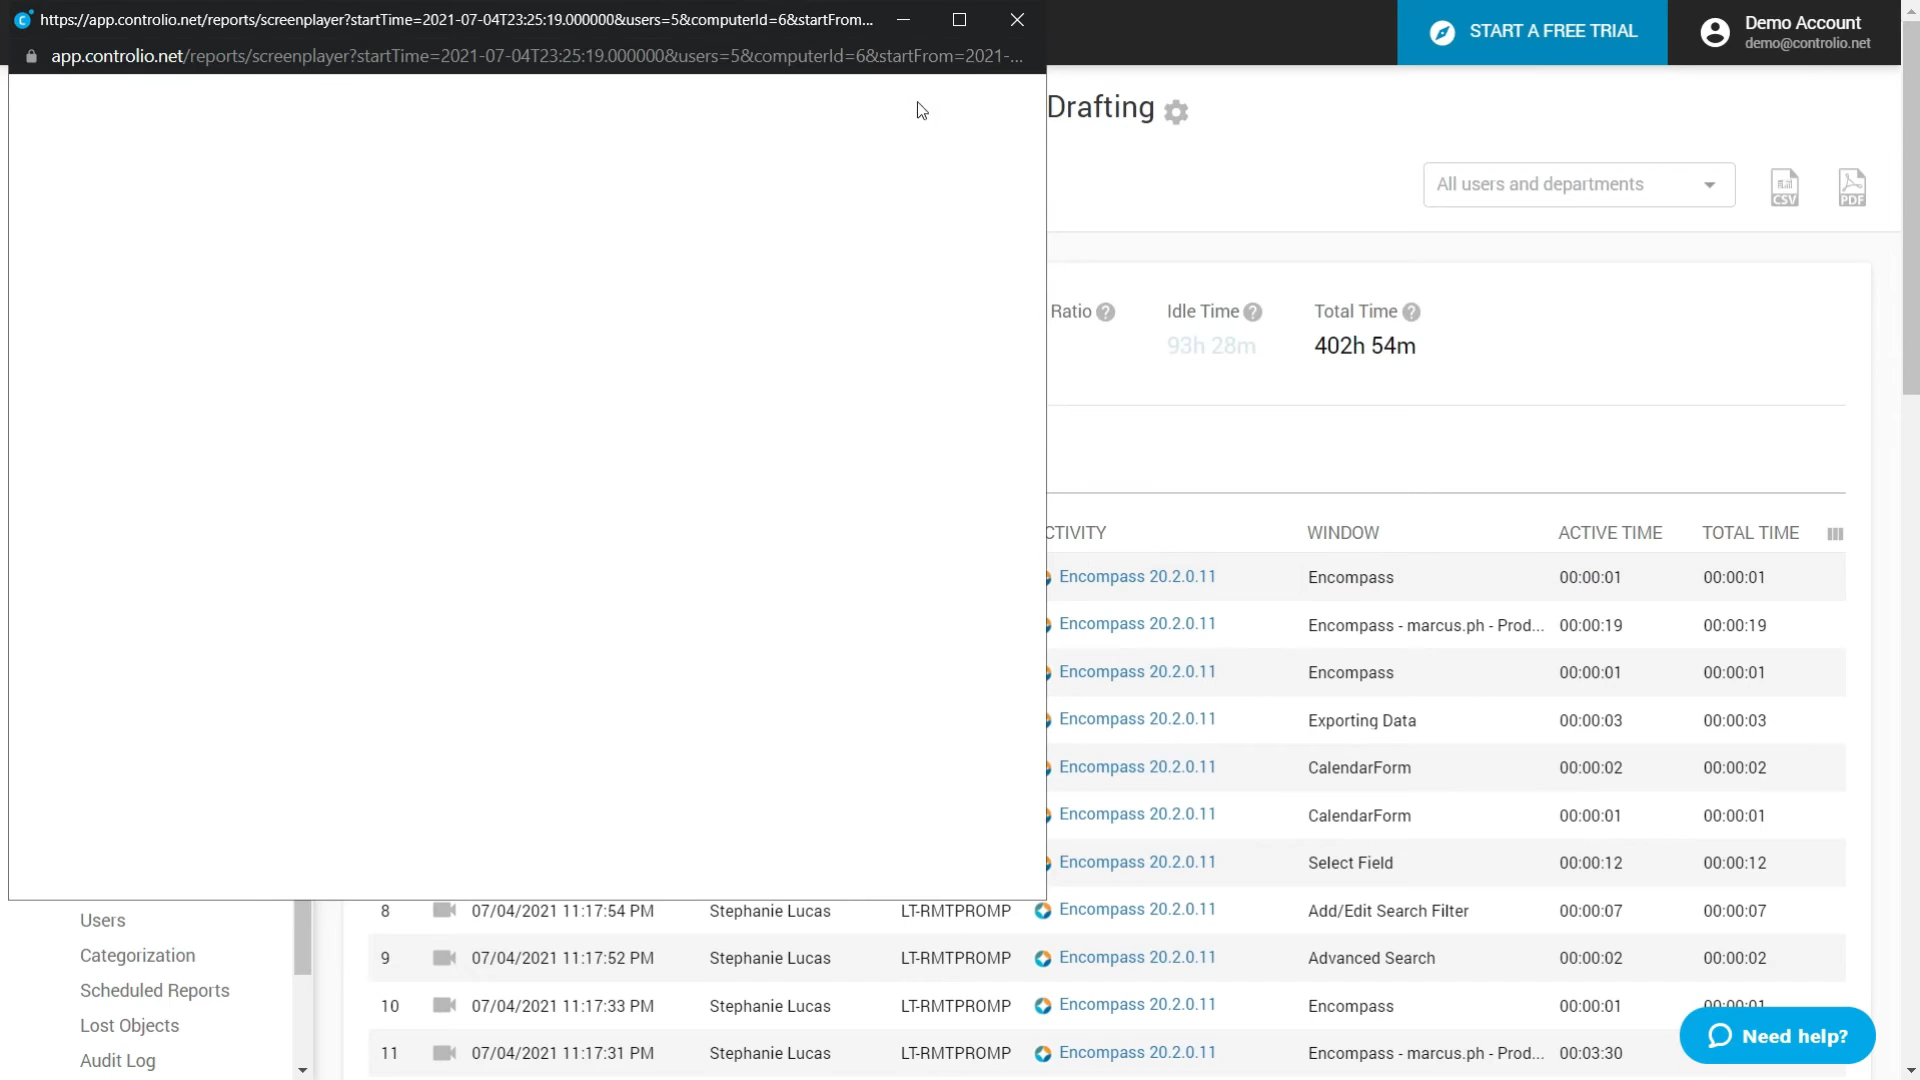 https://app.controlio.net/reports/screenplayer?startTime=2021-07-04T23:25:19.000000&users=5&computerId=6&startFrom...
app.controlio.net/reports/screenplayer?startTime=2021-07-04T23:25:19.000000&users=5&computerId=6&startFrom=2021-...
START A FREE TRIAL
Demo Account
demo@controlio.net
Drafting
All users and departments
CSV
PDF
Ratio ?
Idle Time ?
Total Time ?
93h 28m
402h 54m
CTIVITY WINDOW ACTIVE TIME TOTAL TIME
Encompass 20.2.0.11 Encompass 00:00:01 00:00:01
Encompass 20.2.0.11 Encompass - marcus.ph - Prod... 00:00:19 00:00:19
Encompass 20.2.0.11 Encompass 00:00:01 00:00:01
Encompass 20.2.0.11 Exporting Data 00:00:03 00:00:03
Encompass 20.2.0.11 CalendarForm 00:00:02 00:00:02
Encompass 20.2.0.11 CalendarForm 00:00:01 00:00:01
Encompass 20.2.0.11 Select Field 00:00:12 00:00:12
8 07/04/2021 11:17:54 PM Stephanie Lucas LT-RMTPROMP Encompass 20.2.0.11 Add/Edit Search Filter 00:00:07 00:00:07
9 07/04/2021 11:17:52 PM Stephanie Lucas LT-RMTPROMP Encompass 20.2.0.11 Advanced Search 00:00:02 00:00:02
10 07/04/2021 11:17:33 PM Stephanie Lucas LT-RMTPROMP Encompass 20.2.0.11 Encompass 00:00:01 00:00:01
11 07/04/2021 11:17:31 PM Stephanie Lucas LT-RMTPROMP Encompass 20.2.0.11 Encompass - marcus.ph - Prod... 00:03:30
Users
Categorization
Scheduled Reports
Lost Objects
Audit Log
Need help?